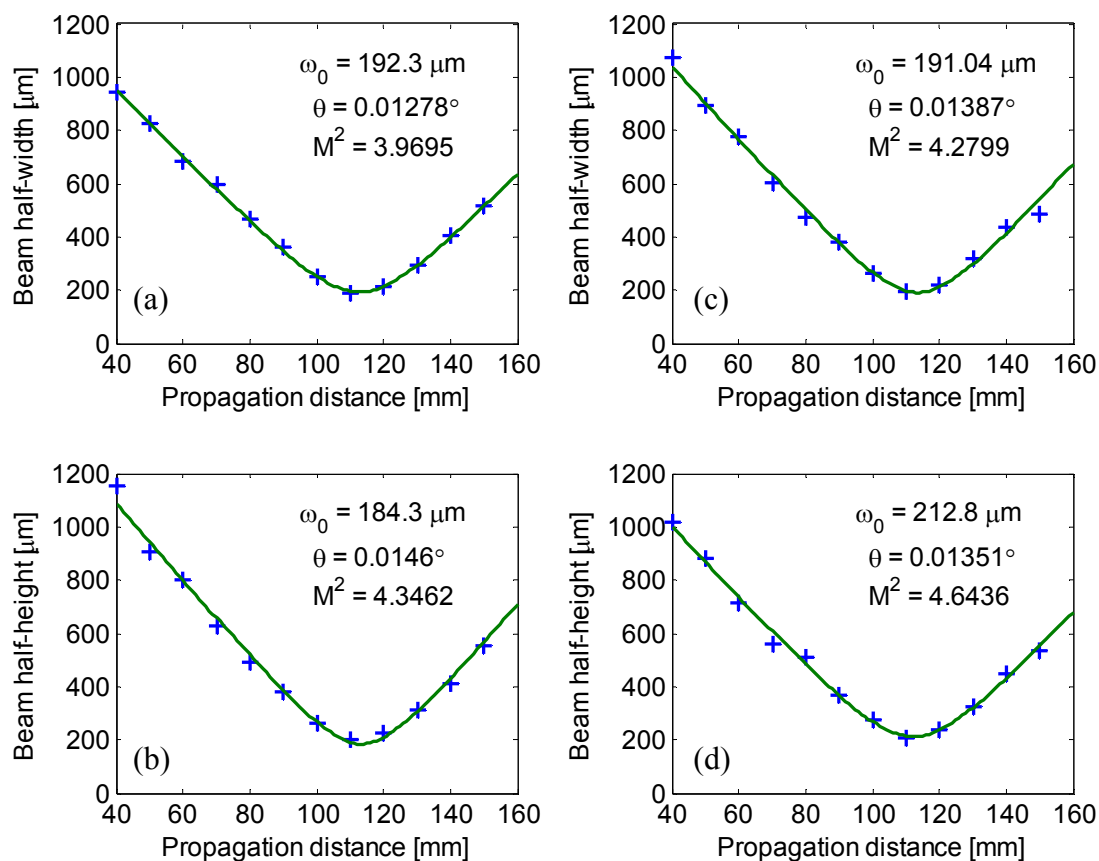 1200
1000
800
600
400
200
0
40 60 80 100 120 140 160
Beam half-width [μm]
Propagation distance [mm]
ω0 = 192.3 μm
θ = 0.01278°
M2 = 3.9695
(a)
1200
1000
800
600
400
200
0
40 60 80 100 120 140 160
Beam half-width [μm]
Propagation distance [mm]
ω0 = 191.04 μm
θ = 0.01387°
M2 = 4.2799
(c)
1200
1000
800
600
400
200
0
40 60 80 100 120 140 160
Beam half-height [μm]
Propagation distance [mm]
ω0 = 184.3 μm
θ = 0.0146°
M2 = 4.3462
(b)
1200
1000
800
600
400
200
0
40 60 80 100 120 140 160
Beam half-height [μm]
Propagation distance [mm]
ω0 = 212.8 μm
θ = 0.01351°
M2 = 4.6436
(d)